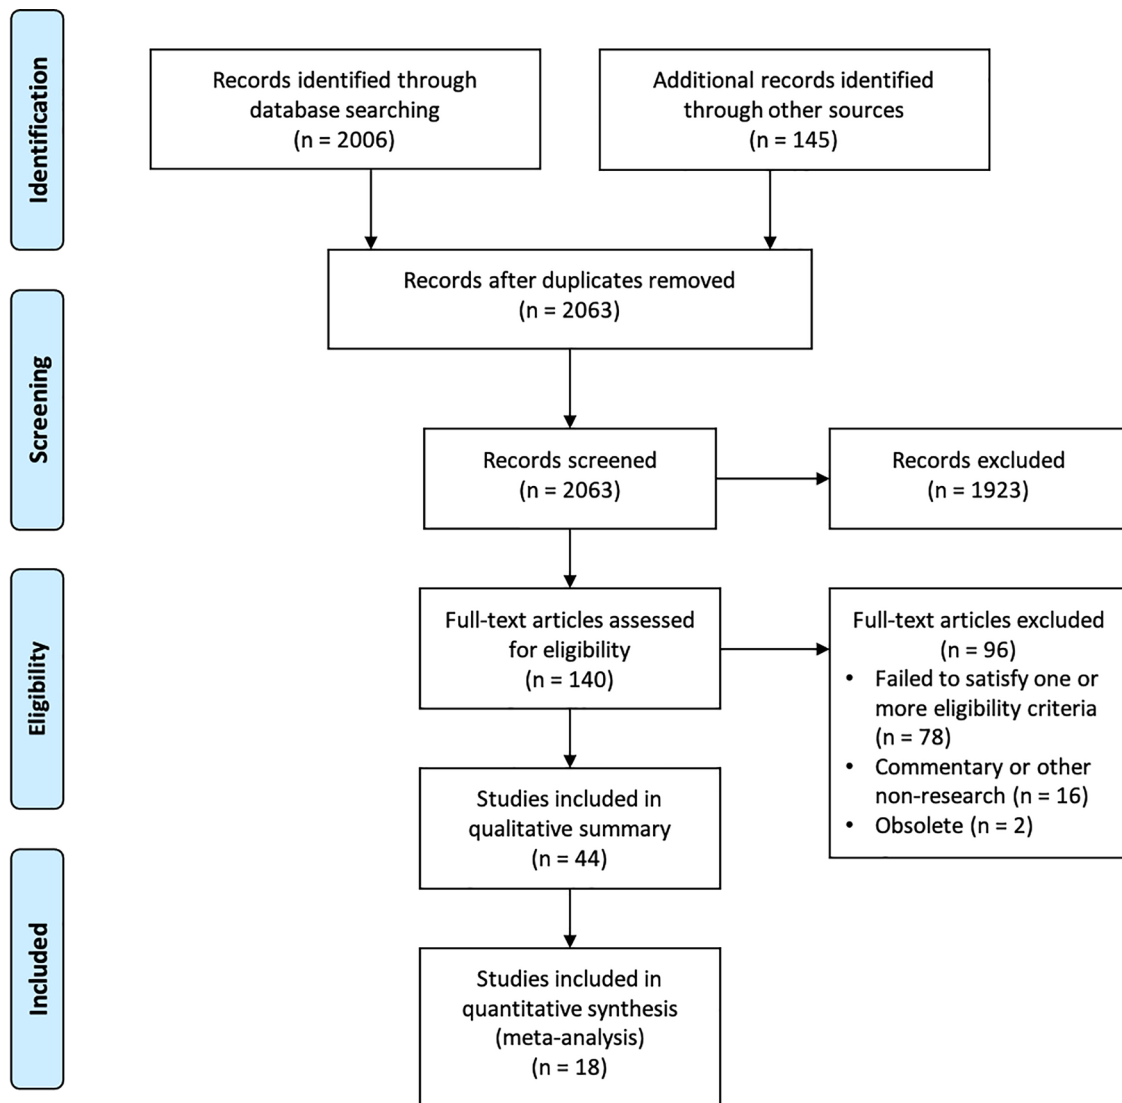 Identification
Records identified through
database searching
(n = 2006)
Additional records identified
through other sources
(n = 145)
Records after duplicates removed
(n = 2063)
Screening
Records screened
(n = 2063)
Records excluded
(n = 1923)
Eligibility
Full-text articles assessed
for eligibility
(n = 140)
Full-text articles excluded
(n = 96)
• Failed to satisfy one or
more eligibility criteria
(n = 78)
• Commentary or other
non-research (n = 16)
• Obsolete (n = 2)
Studies included in
qualitative summary
(n = 44)
Included
Studies included in
quantitative synthesis
(meta-analysis)
(n = 18)